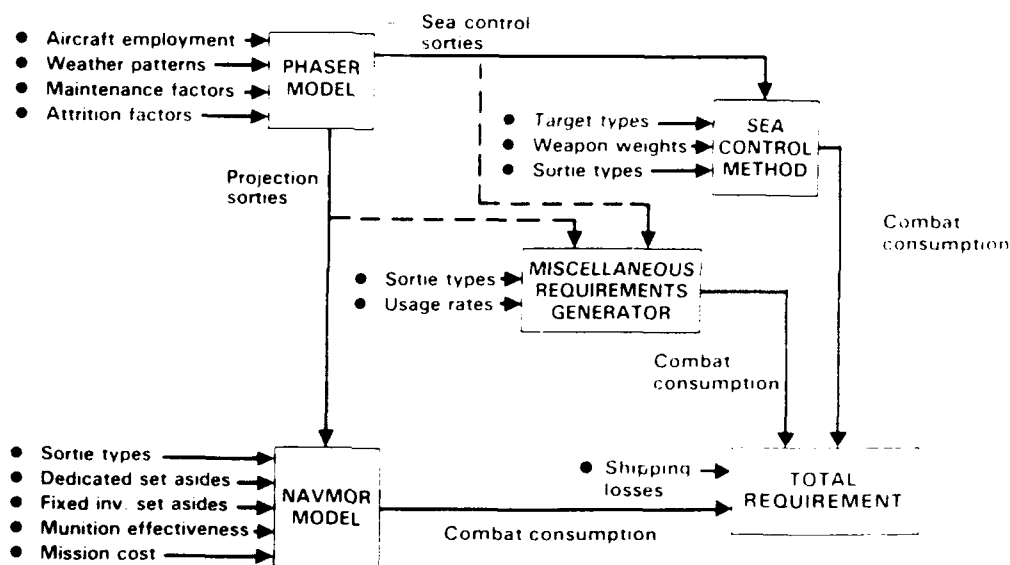 Sea control
sorties
● Aircraft employment
● Weather patterns
● Maintenance factors
● Attrition factors
PHASER
MODEL
● Target types
● Weapon weights
● Sortie types
SEA
CONTROL
METHOD
Projection
sorties
Combat
consumption
● Sortie types
● Usage rates
MISCELLANEOUS
REQUIREMENTS
GENERATOR
Combat
consumption
● Sortie types
● Dedicated set asides
● Fixed inv. set asides
● Munition effectiveness
● Mission cost
NAVMOR
MODEL
● Shipping
losses
TOTAL
REQUIREMENT
Combat consumption